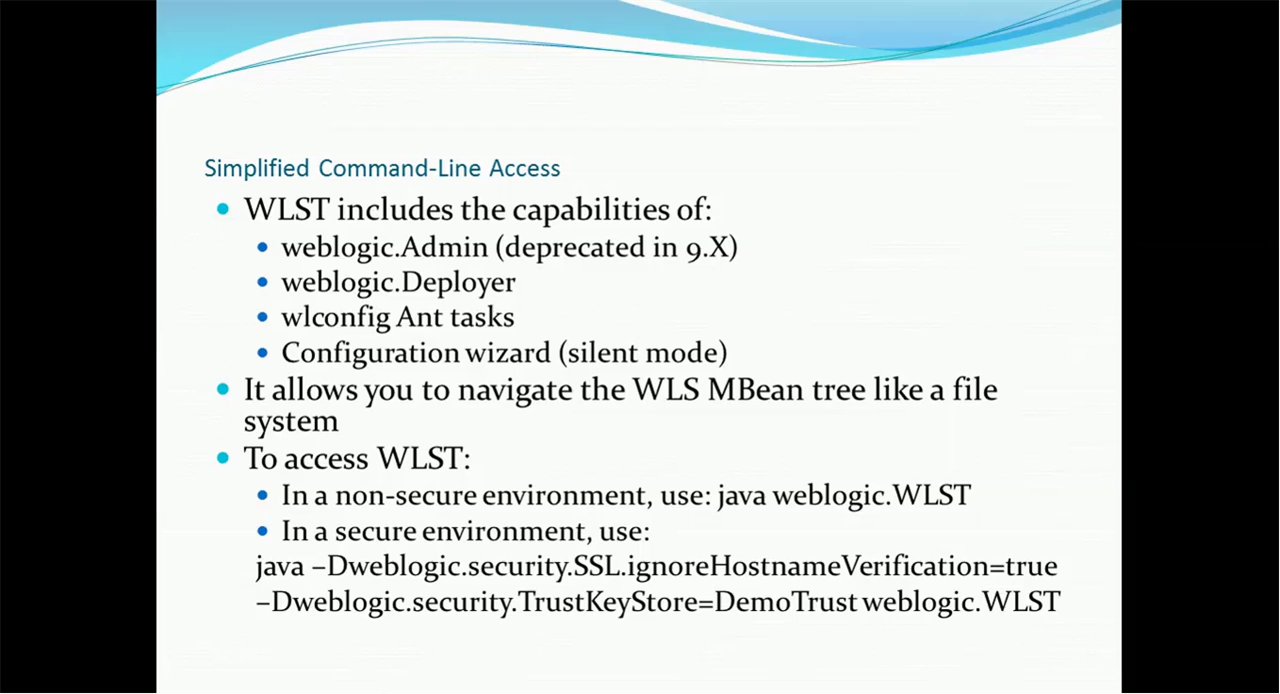 Simplified Command-Line Access
WLST includes the capabilities of:
weblogic.Admin (deprecated in 9.X)
weblogic.Deployer
wlconfig Ant tasks
Configuration wizard (silent mode)
It allows you to navigate the WLS MBean tree like a file
system
To access WLST:
In a non-secure environment, use: java weblogic.WLST
In a secure environment, use:
java –Dweblogic.security.SSL.ignoreHostnameVerification=true
–Dweblogic.security.TrustKeyStore=DemoTrust weblogic.WLST